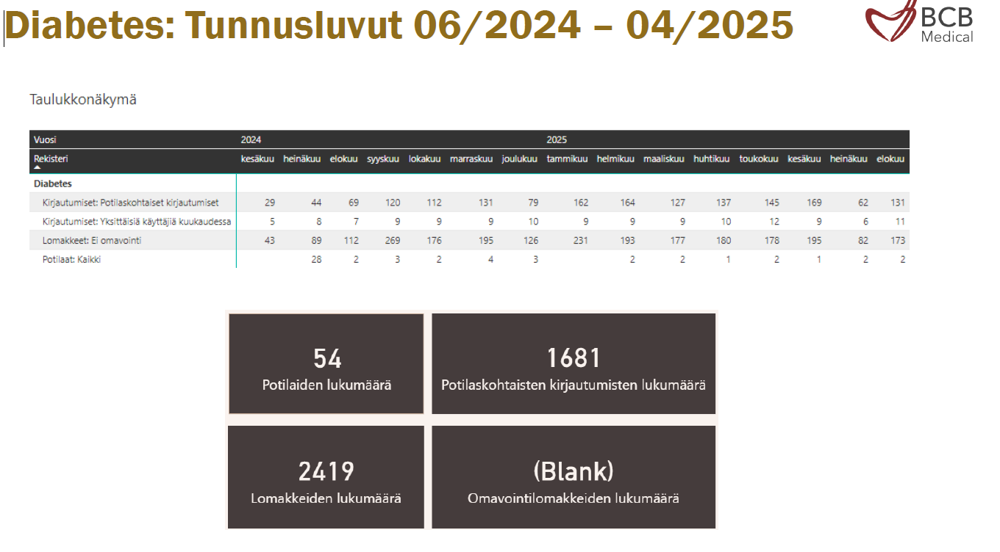 Diabetes: Tunnusluvut 06/2024 – 04/2025
BCB
Medical
Taulukkonäkymä
Vuosi 2024 2025
Rekisteri kesäkuu heinäkuu elokuu syyskuu lokakuu marraskuu joulukuu tammikuu helmikuu maaliskuu huhtikuu toukokuu kesäkuu heinäkuu elokuu
Diabetes
Kirjautumiset: Potilaskohtaiset kirjautumiset 29 44 69 120 112 131 79 162 164 127 137 145 169 62 131
Kirjautumiset: Yksittäisiä käyttäjiä kuukaudessa 5 8 7 9 9 9 10 9 9 9 10 12 9 6 11
Lomakkeet: Ei omavointi 43 89 112 269 176 195 126 231 193 177 180 178 195 82 173
Potilaat: Kaikki 28 2 3 2 4 3 2 2 1 2 1 2 2
54 1681
Potilaiden lukumäärä Potilaskohtaisten kirjautumisten lukumäärä
2419 (Blank)
Lomakkeiden lukumäärä Omavointilomakkeiden lukumäärä